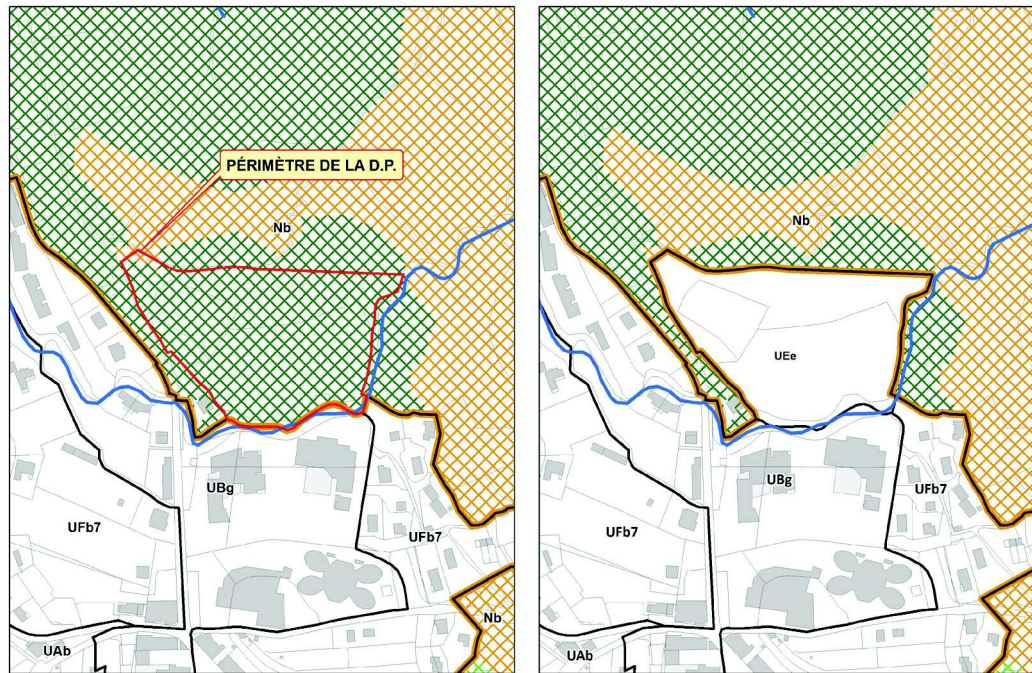 PÉRIMÈTRE DE LA D.P.
Nb
UBg
UFb7
UFb7
Nb
UAb
Nb
UEe
UBg
UFb7
UFb7
UAb